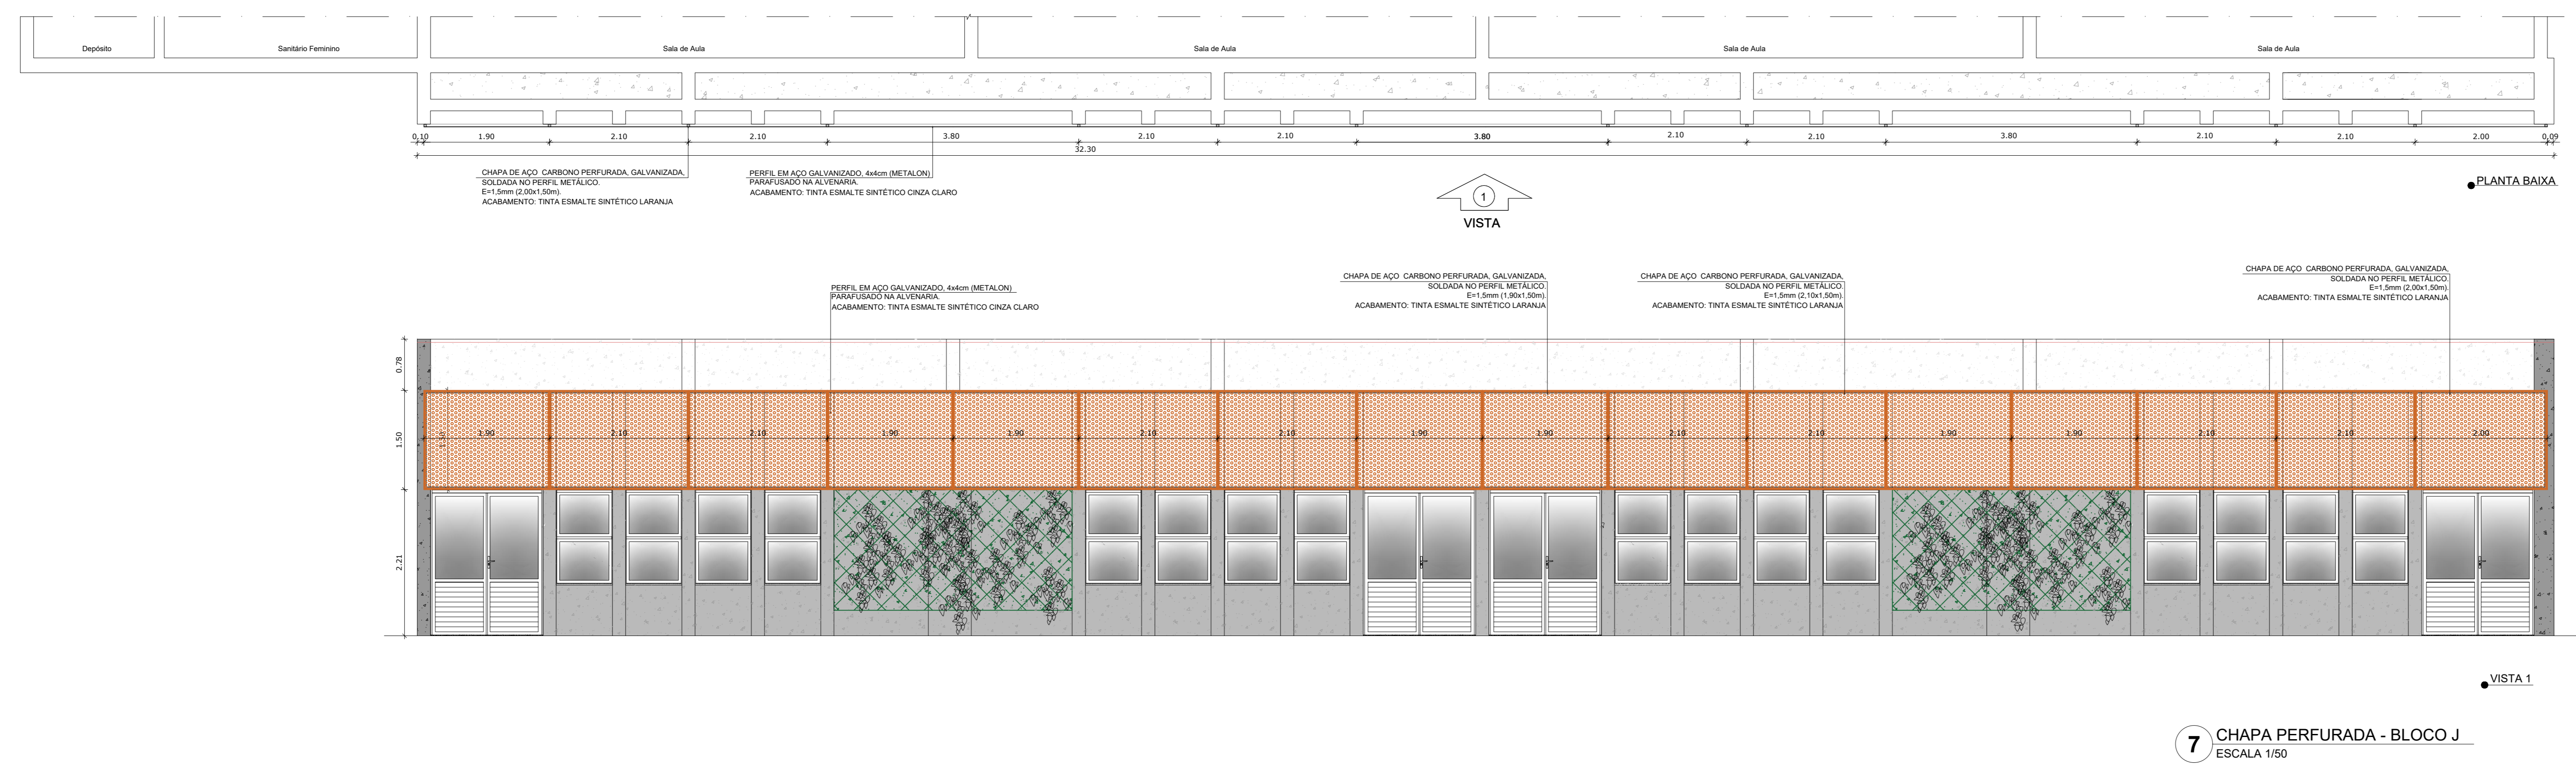 Depósito
Sanitário Feminino
Sala de Aula
Sala de Aula
Sala de Aula
Sala de Aula
0,10
1.90
2.10
2.10
3.80
2.10
2.10
3.80
2.10
2.10
3.80
2.10
2.10
2.00
0,09
32.30
CHAPA DE AÇO CARBONO PERFURADA, GALVANIZADA,
SOLDADA NO PERFIL METÁLICO.
E=1,5mm (2,00x1,50m).
ACABAMENTO: TINTA ESMALTE SINTÉTICO LARANJA
PERFIL EM AÇO GALVANIZADO, 4x4cm (METALON)
PARAFUSADO NA ALVENARIA.
ACABAMENTO: TINTA ESMALTE SINTÉTICO CINZA CLARO
1
VISTA
PLANTA BAIXA
PERFIL EM AÇO GALVANIZADO, 4x4cm (METALON)
PARAFUSADO NA ALVENARIA.
ACABAMENTO: TINTA ESMALTE SINTÉTICO CINZA CLARO
CHAPA DE AÇO CARBONO PERFURADA, GALVANIZADA,
SOLDADA NO PERFIL METÁLICO.
E=1,5mm (1,90x1,50m).
ACABAMENTO: TINTA ESMALTE SINTÉTICO LARANJA
CHAPA DE AÇO CARBONO PERFURADA, GALVANIZADA,
SOLDADA NO PERFIL METÁLICO.
E=1,5mm (2,10x1,50m).
ACABAMENTO: TINTA ESMALTE SINTÉTICO LARANJA
CHAPA DE AÇO CARBONO PERFURADA, GALVANIZADA,
SOLDADA NO PERFIL METÁLICO.
E=1,5mm (2,00x1,50m).
ACABAMENTO: TINTA ESMALTE SINTÉTICO LARANJA
0.78
1.50
2.21
1.50
1.90
2.10
2.10
1.90
1.90
2.10
2.10
1.90
1.90
2.10
2.10
1.90
1.90
2.10
2.10
2.00
VISTA 1
7
CHAPA PERFURADA - BLOCO J
ESCALA 1/50